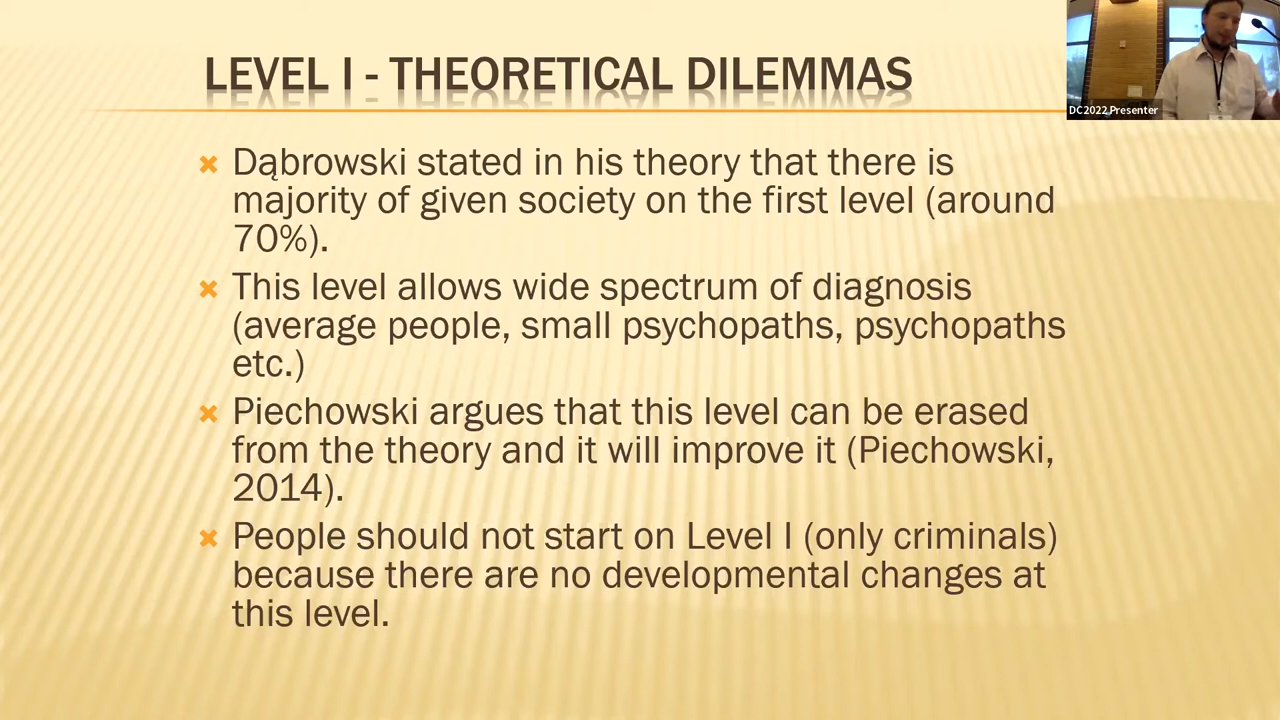 LEVEL I - THEORETICAL DILEMMAS
DC2022 Presenter
Dąbrowski stated in his theory that there is
majority of given society on the first level (around
70%).
This level allows wide spectrum of diagnosis
(average people, small psychopaths, psychopaths
etc.)
Piechowski argues that this level can be erased
from the theory and it will improve it (Piechowski,
2014).
People should not start on Level I (only criminals)
because there are no developmental changes at
this level.